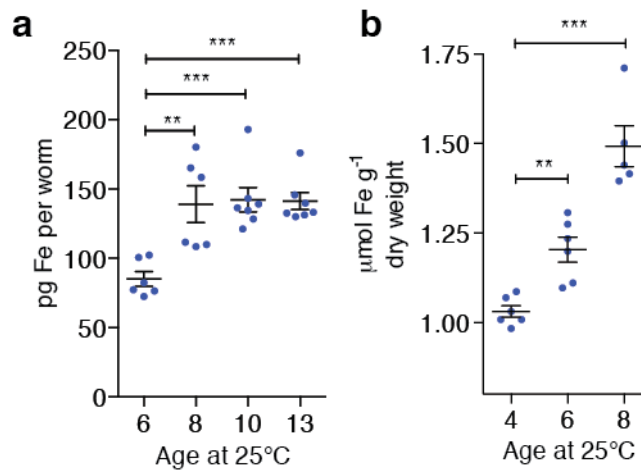 a
pg Fe per worm
250
200
150
100
50
0
***
***
**
6 8 10 13
Age at 25°C
b
μmol Fe g-1
dry weight
1.75
1.50
1.25
1.00
***
**
4 6 8
Age at 25°C